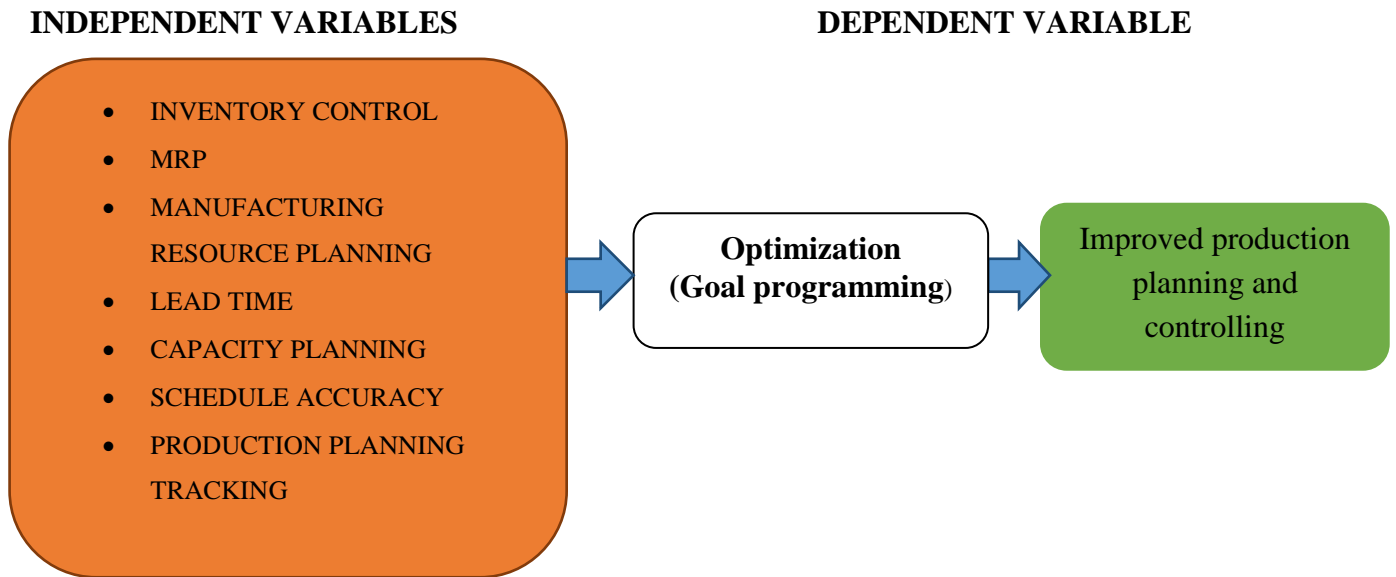 INDEPENDENT VARIABLES
DEPENDENT VARIABLE
• INVENTORY CONTROL
• MRP
• MANUFACTURING
RESOURCE PLANNING
• LEAD TIME
• CAPACITY PLANNING
• SCHEDULE ACCURACY
• PRODUCTION PLANNING
TRACKING
Optimization
(Goal programming)
Improved production
planning and
controlling